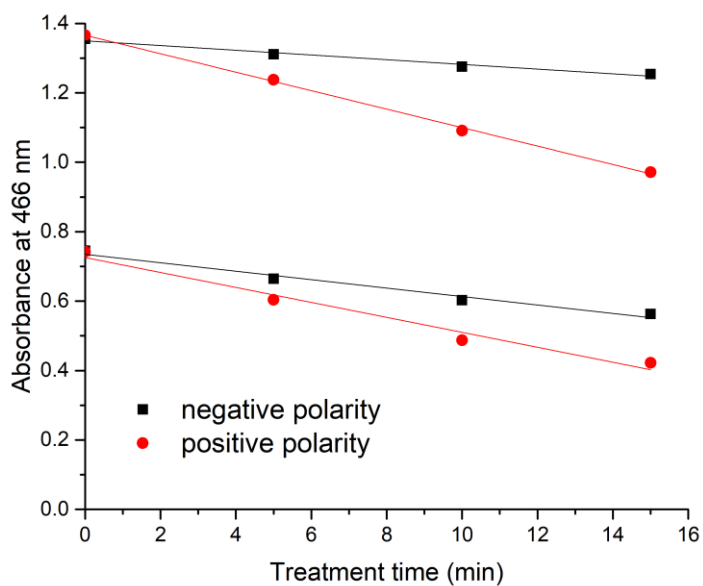 1.4
1.2
1.0
0.8
0.6
0.4
0.2
0.0
Absorbance at 466 nm
negative polarity
positive polarity
0 2 4 6 8 10 12 14 16
Treatment time (min)